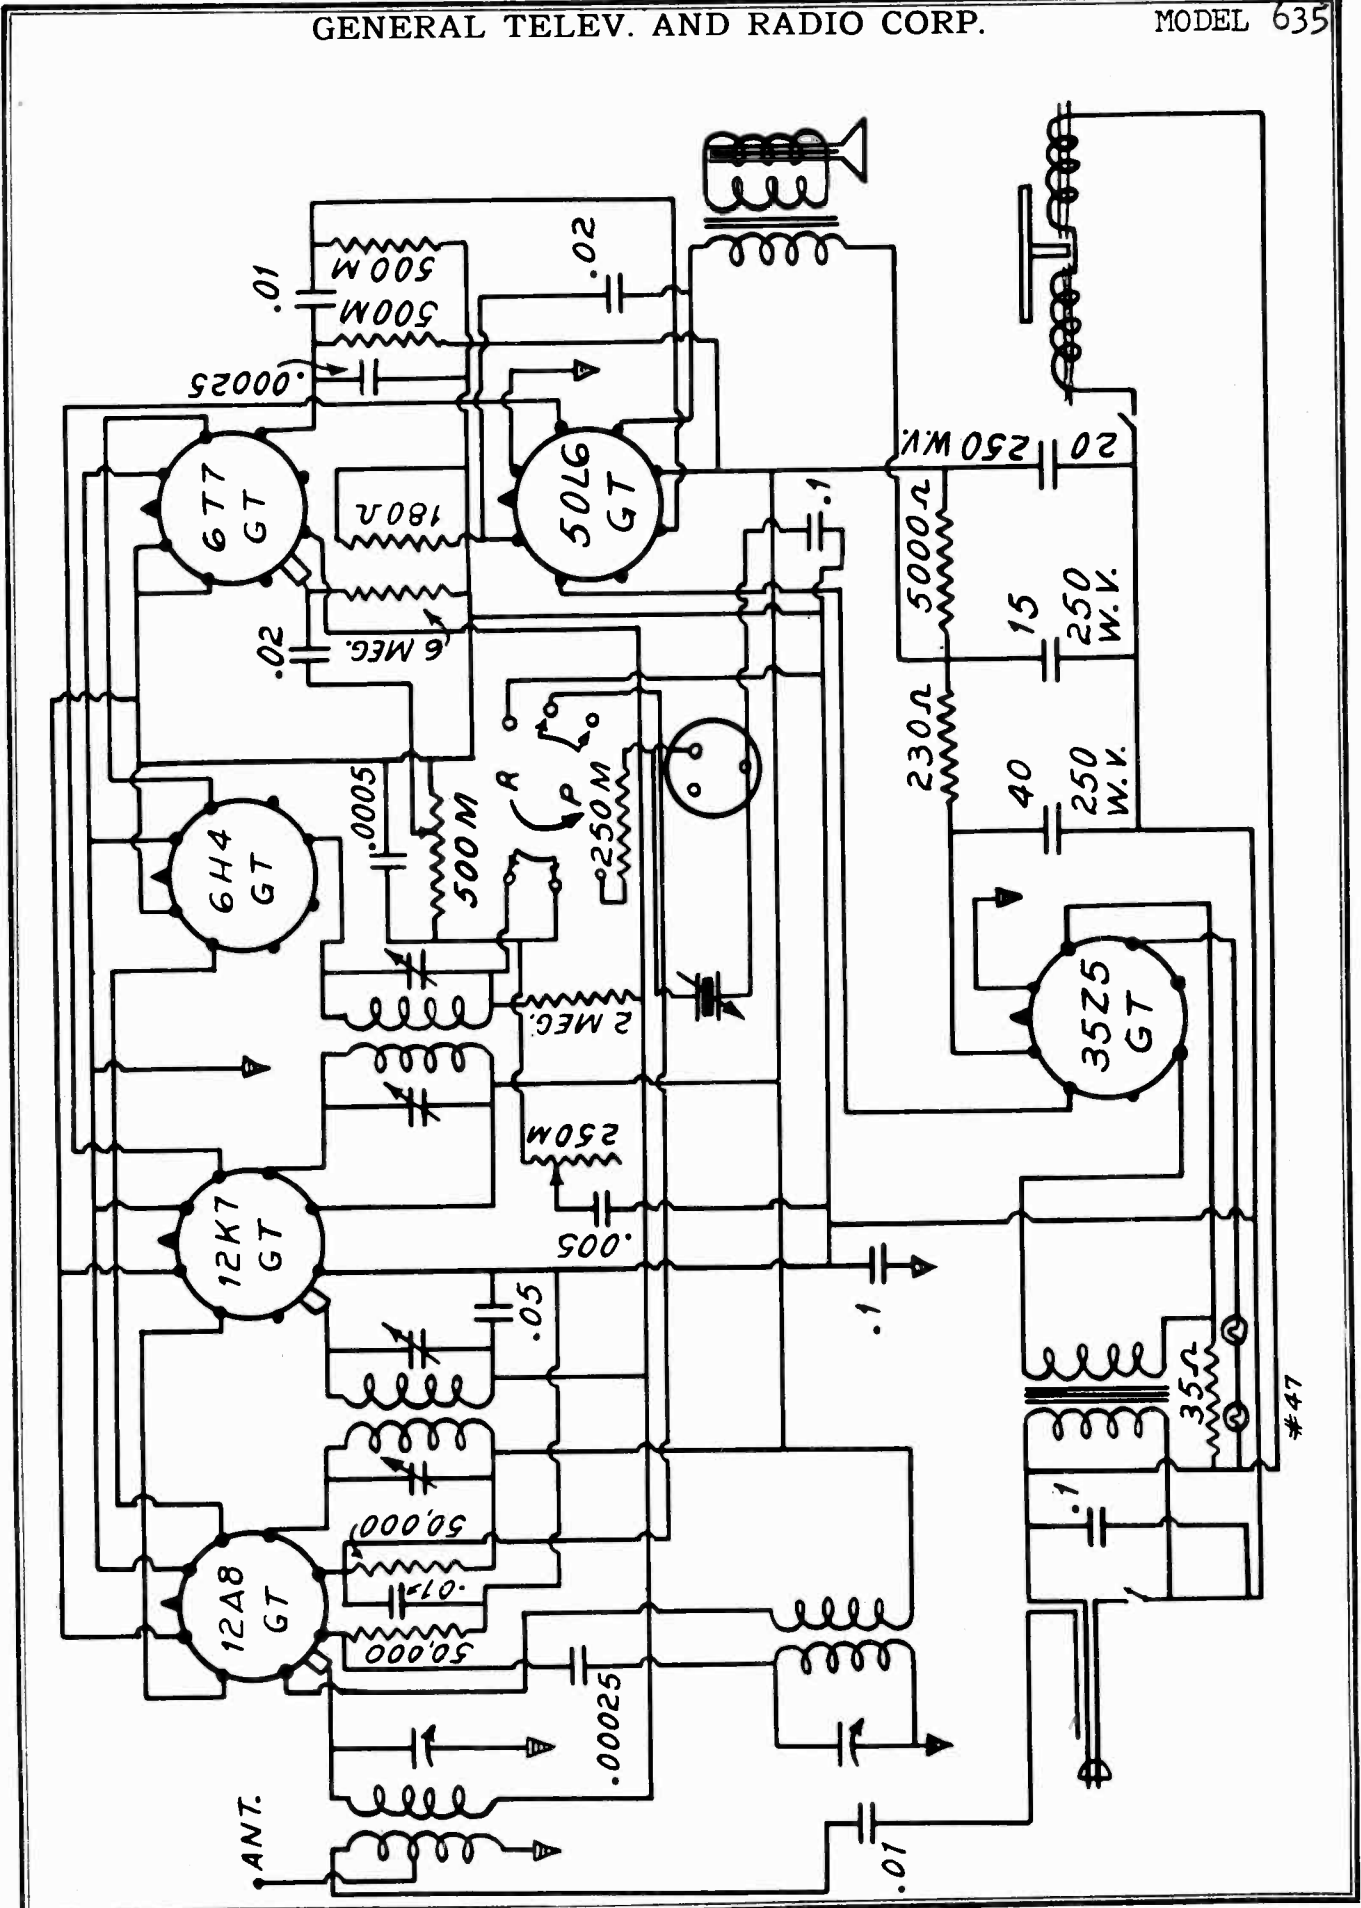 GENERAL TELEV. AND RADIO CORP.
MODEL 635
.01
500 M
500M
.00025
.02
6T7
GT
180Ω
50L6
GT
250 W.V.
20
.1
5000Ω
15
250
W.V.
.02
6 MEG.
230Ω
40
250
W.V.
6H4
GT
.0005
500M
R
P
250 M
2 MEG.
35Z5
GT
250M
.005
12K7
GT
.05
.1
35Ω
#47
.1
50,000
.01
50,000
12A8
GT
.00025
ANT.
.01